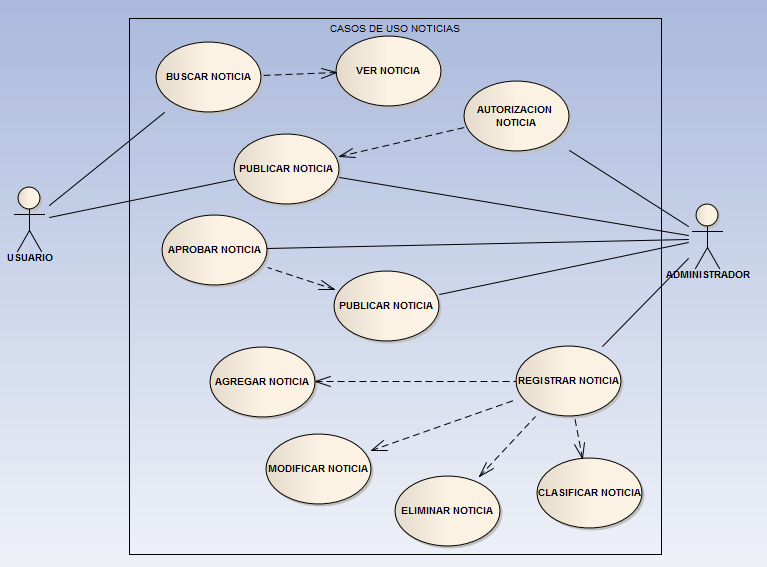 CASOS DE USO NOTICIAS
BUSCAR NOTICIA
VER NOTICIA
AUTORIZACION
NOTICIA
PUBLICAR NOTICIA
USUARIO
APROBAR NOTICIA
ADMINISTRADOR
PUBLICAR NOTICIA
AGREGAR NOTICIA
REGISTRAR NOTICIA
MODIFICAR NOTICIA
CLASIFICAR NOTICIA
ELIMINAR NOTICIA